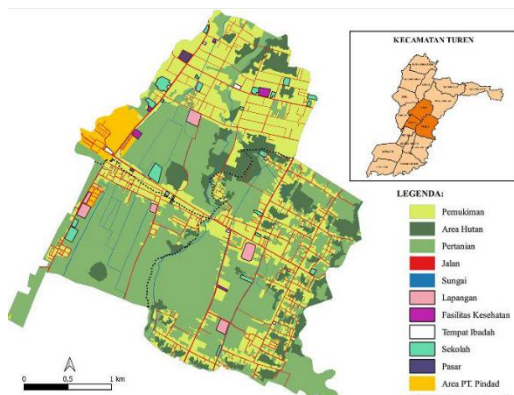 KECAMATAN TUREN
LEGENDA:
Pemukiman
Area Hutan
Pertanian
Jalan
Sungai
Lapangan
Fasilitas Kesehatan
Tempat Ibadah
Sekolah
Pasar
Area PT. Pindad
0 0,5 1 km